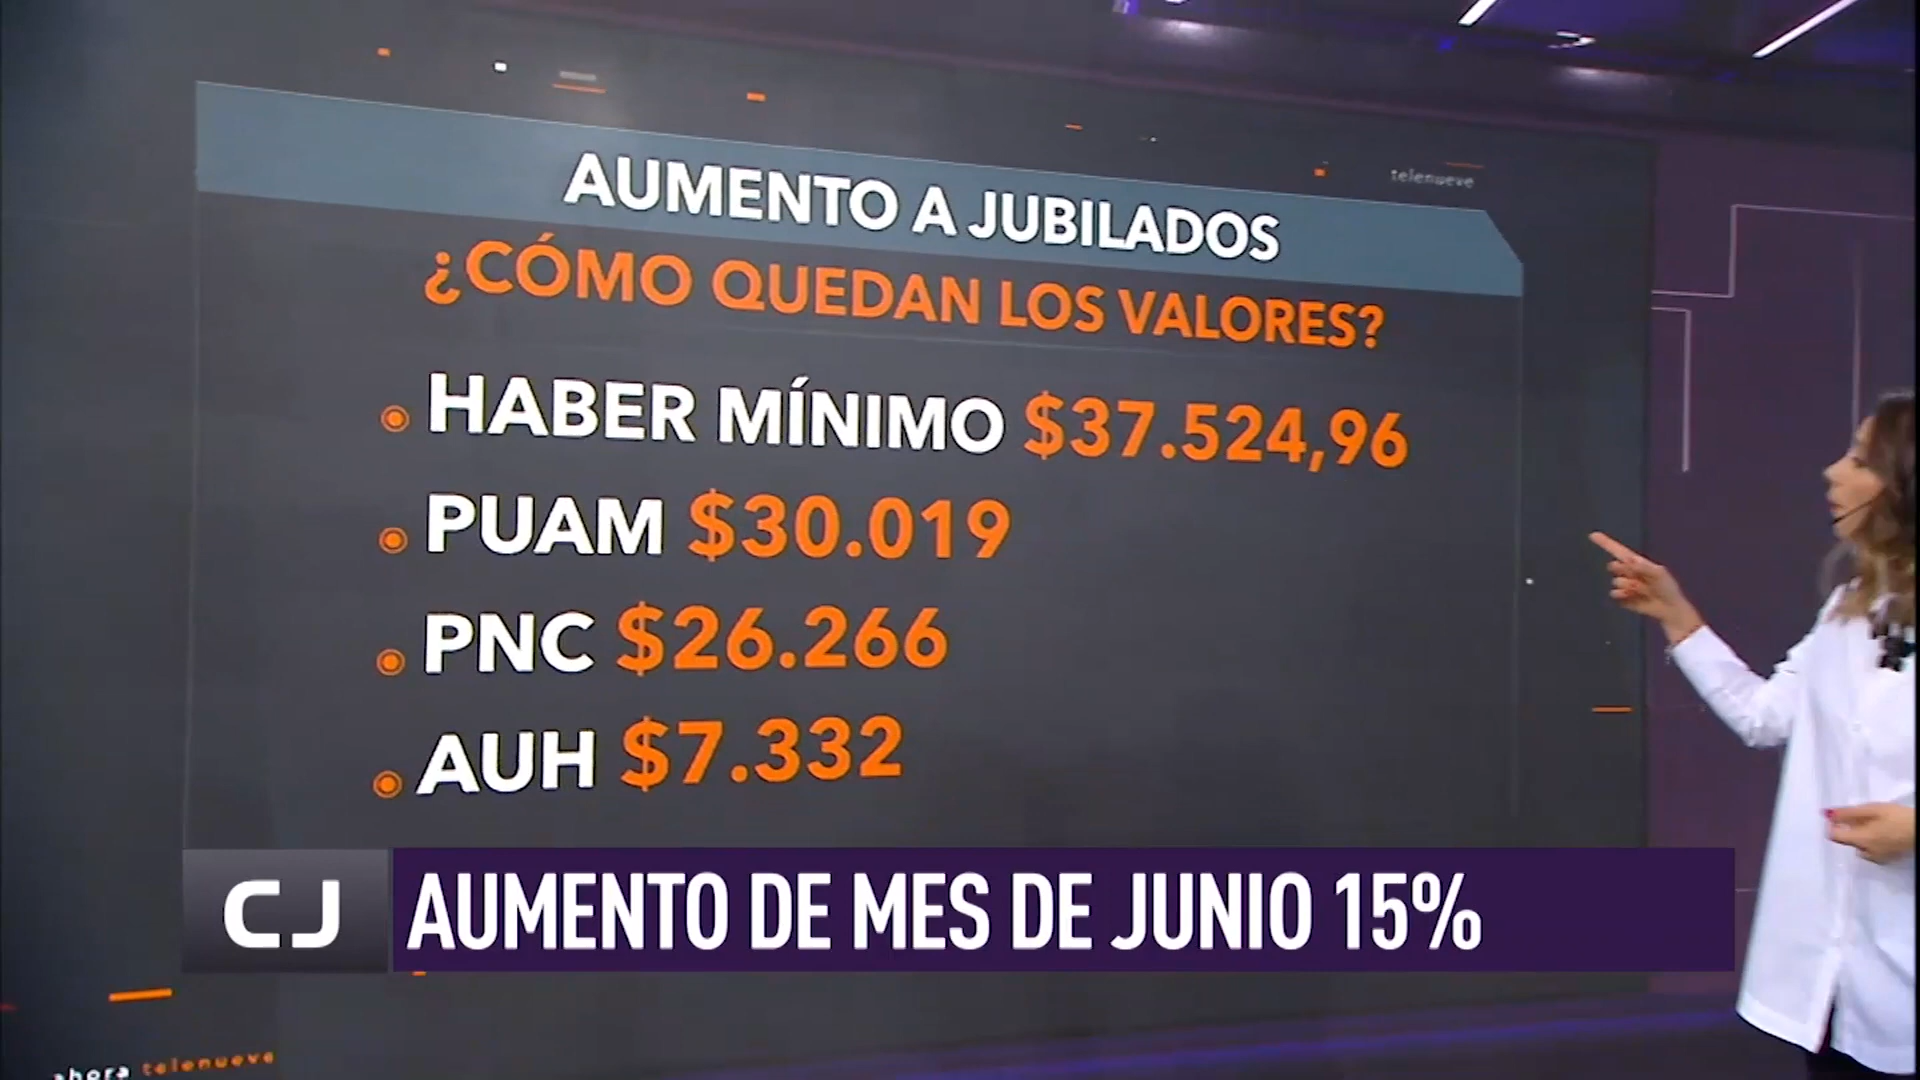 telenueve
AUMENTO A JUBILADOS
¿CÓMO QUEDAN LOS VALORES?
HABER MÍNIMO $37.524,96
PUAM $30.019
PNC $26.266
AUH $7.332
CJ AUMENTO DE MES DE JUNIO 15%
ahora telenueve